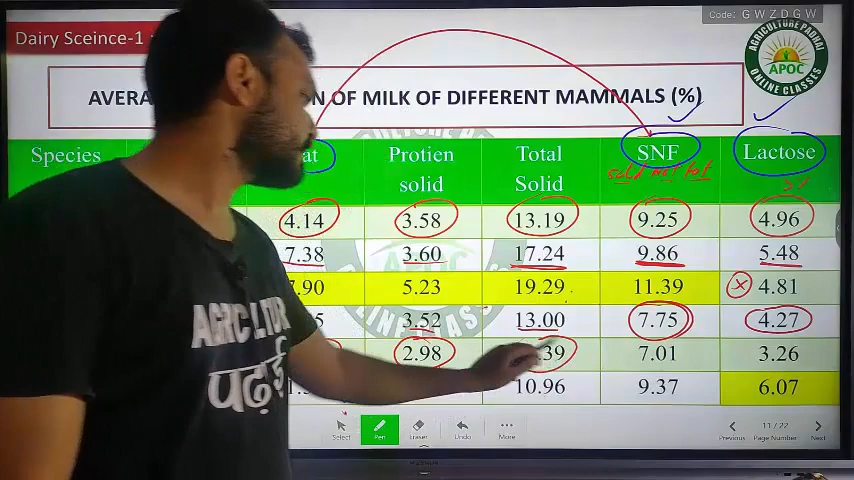 Code: G W Z D G W
Dairy Sceince-1
AGRICULTURE PADHAI
APOC
ONLINE CLASSES
ON OF MILK OF DIFFERENT MAMMALS (%)
Species Protien solid Total Solid SNF Lactose
solid not fat
4.14 3.58 13.19 9.25 4.96
7.38 3.60 17.24 9.86 5.48
.90 5.23 19.29 11.39 4.81
5 3.52 13.00 7.75 4.27
2.98 .39 7.01 3.26
10.96 9.37 6.07
पढ़ाई
Select Pen Eraser Undo More
11 / 22
Previous Page Number Next